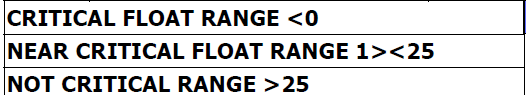 CRITICAL FLOAT RANGE <0
NEAR CRITICAL FLOAT RANGE 1><25
NOT CRITICAL RANGE >25